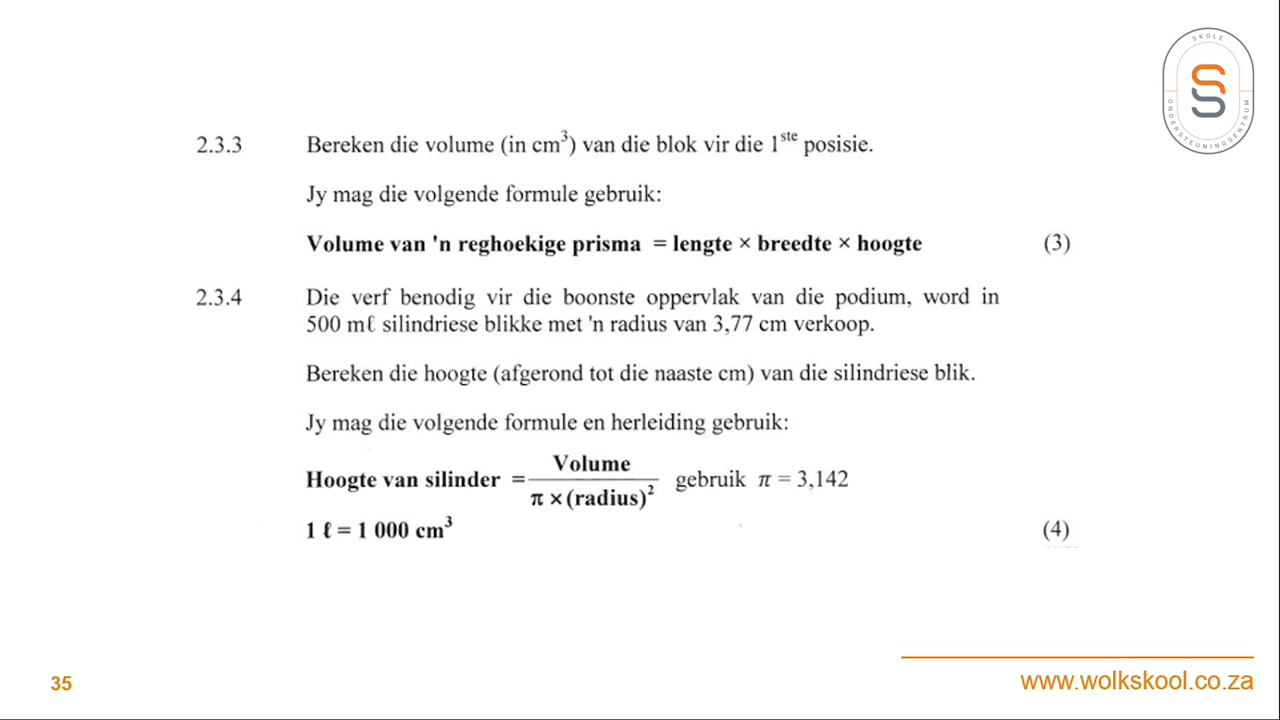 SKOLE
ONDERSTEUNINGSENTRUM
2.3.3 Bereken die volume (in cm³) van die blok vir die 1ste posisie.
Jy mag die volgende formule gebruik:
Volume van 'n reghoekige prisma = lengte × breedte × hoogte (3)
2.3.4 Die verf benodig vir die boonste oppervlak van die podium, word in
500 mℓ silindriese blikke met 'n radius van 3,77 cm verkoop.
Bereken die hoogte (afgerond tot die naaste cm) van die silindriese blik.
Jy mag die volgende formule en herleiding gebruik:
Hoogte van silinder = Volume / π × (radius)² gebruik π = 3,142
1 ℓ = 1 000 cm³ (4)
35
www.wolkskool.co.za